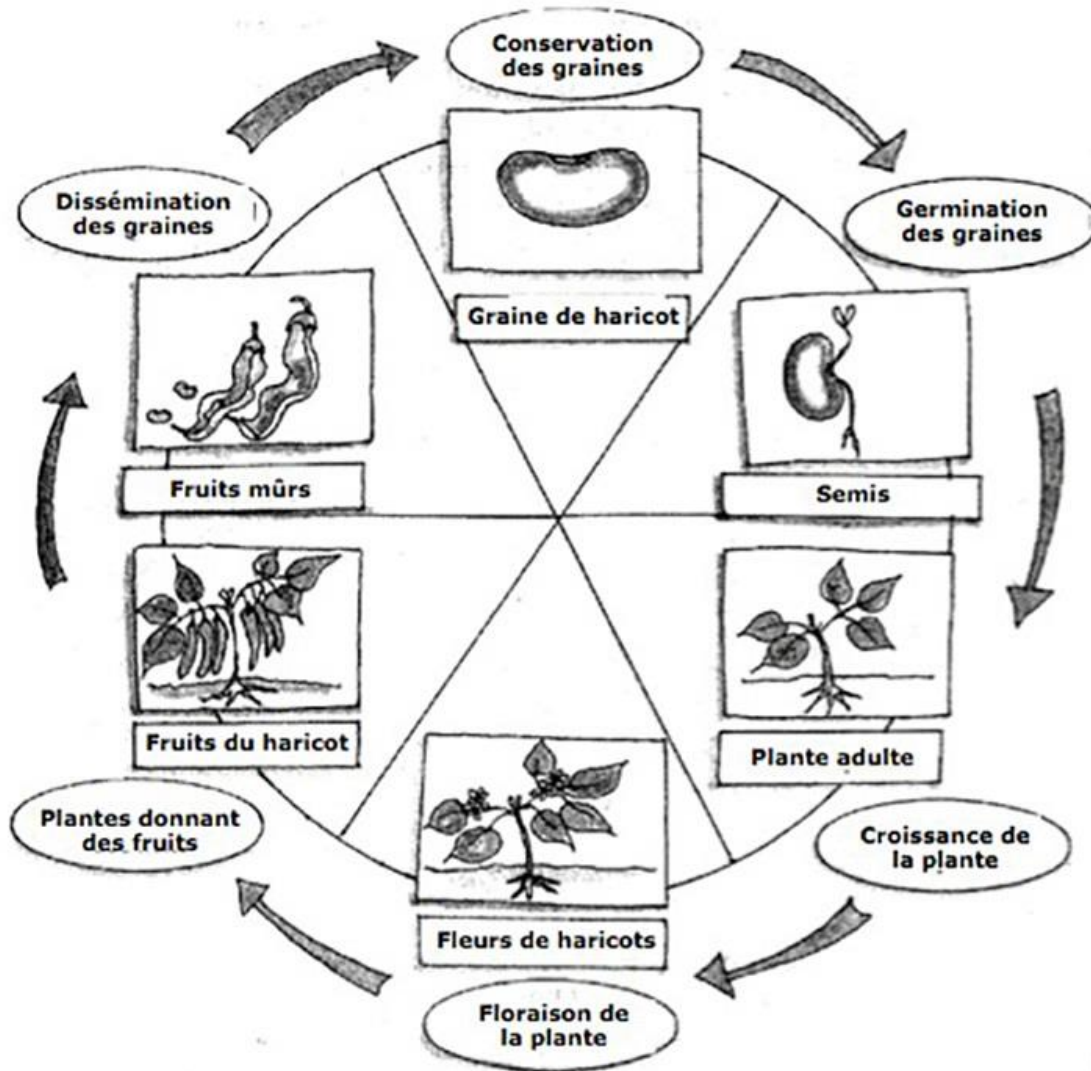 Conservation
des graines
Graine de haricot
Germination
des graines
Semis
Plante adulte
Croissance de
la plante
Fleurs de haricots
Floraison de
la plante
Fruits du haricot
Plantes donnant
des fruits
Dissémination
des graines
Fruits mûrs